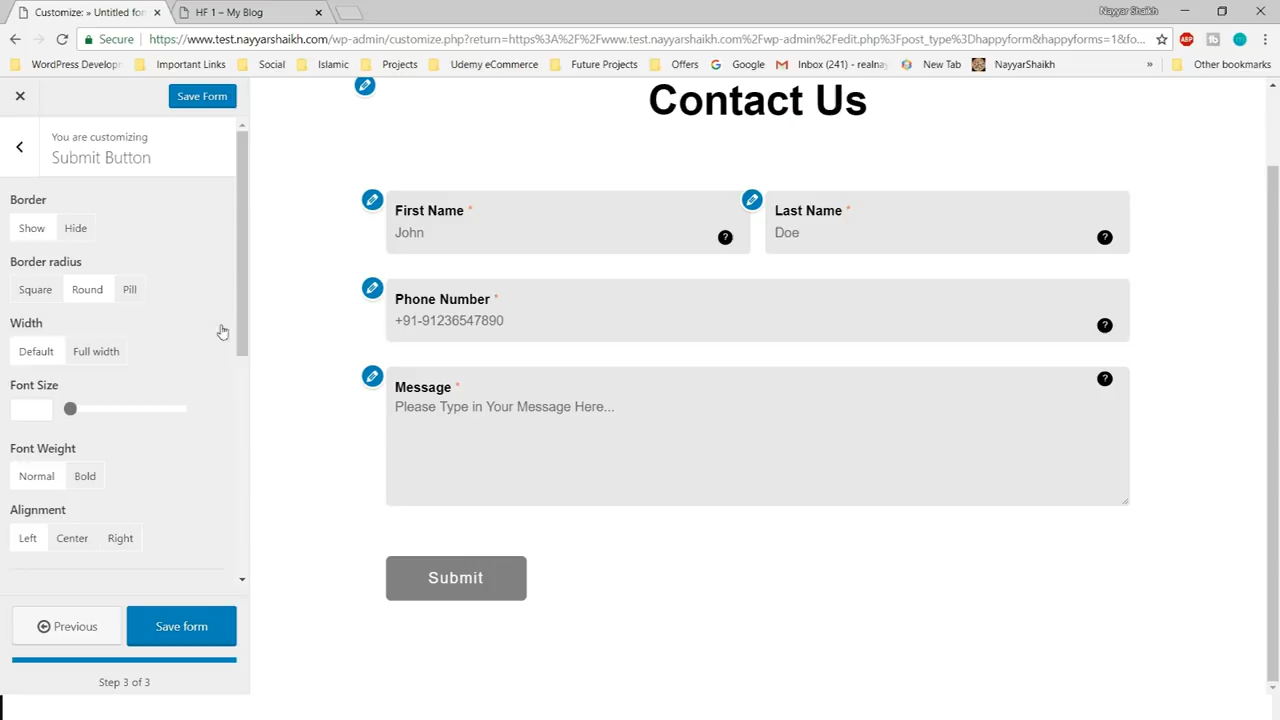 Customize: » Untitled for
HF 1 – My Blog
Nayyar Shaikh
Secure
https://www.test.nayyarshaikh.com/wp-admin/customize.php?return=https%3A%2F%2Fwww.test.nayyarshaikh.com%2Fwp-admin%2Fedit.php%3Fpost_type%3Dhappyform&happyforms=1&fo...
ABP
WordPress Develop
Important Links
Social
Islamic
Projects
Udemy eCommerce
Future Projects
Offers
Google
Inbox (241) - realnay
New Tab
NayyarShaikh
»
Other bookmarks
Save Form
You are customizing
Submit Button
Border
Show
Hide
Border radius
Square
Round
Pill
Width
Default
Full width
Font Size
Font Weight
Normal
Bold
Alignment
Left
Center
Right
Previous
Save form
Step 3 of 3
Contact Us
First Name *
John
?
Last Name *
Doe
?
Phone Number *
+91-91236547890
?
Message *
?
Please Type in Your Message Here...
Submit